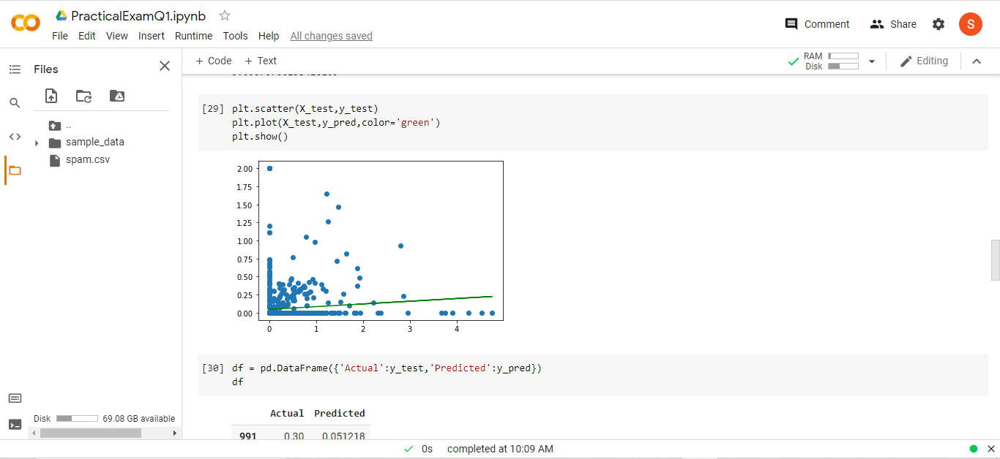 PracticalExamQ1.ipynb
File Edit View Insert Runtime Tools Help All changes saved
Comment Share S
Files
+ Code + Text
RAM
Disk
Editing
..
sample_data
spam.csv
[29] plt.scatter(X_test,y_test)
plt.plot(X_test,y_pred,color='green')
plt.show()
2.00
1.75
1.50
1.25
1.00
0.75
0.50
0.25
0.00
0 1 2 3 4
[30] df = pd.DataFrame({'Actual':y_test,'Predicted':y_pred})
df
Actual Predicted
991 0.30 0.051218
Disk 69.08 GB available
0s completed at 10:09 AM